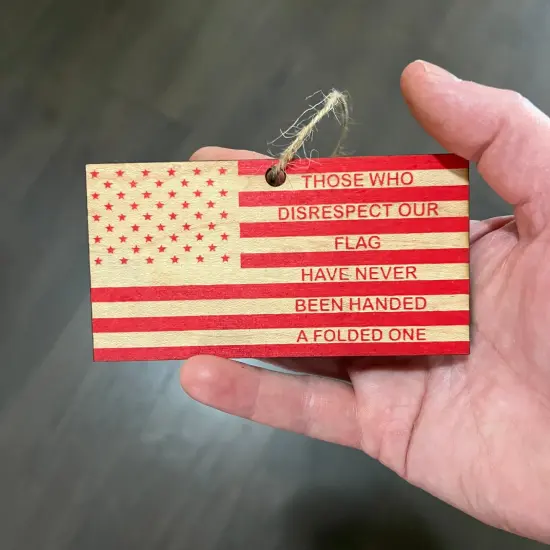 THOSE WHO
DISRESPECT OUR
FLAG
HAVE NEVER
BEEN HANDED
A FOLDED ONE